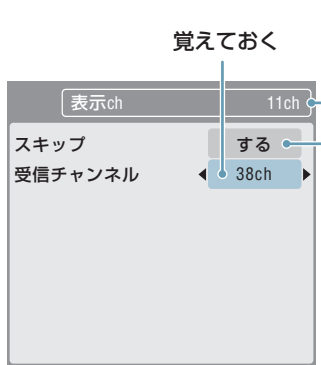 覚えておく
表示ch 11ch
スキップ する
受信チャンネル 38ch